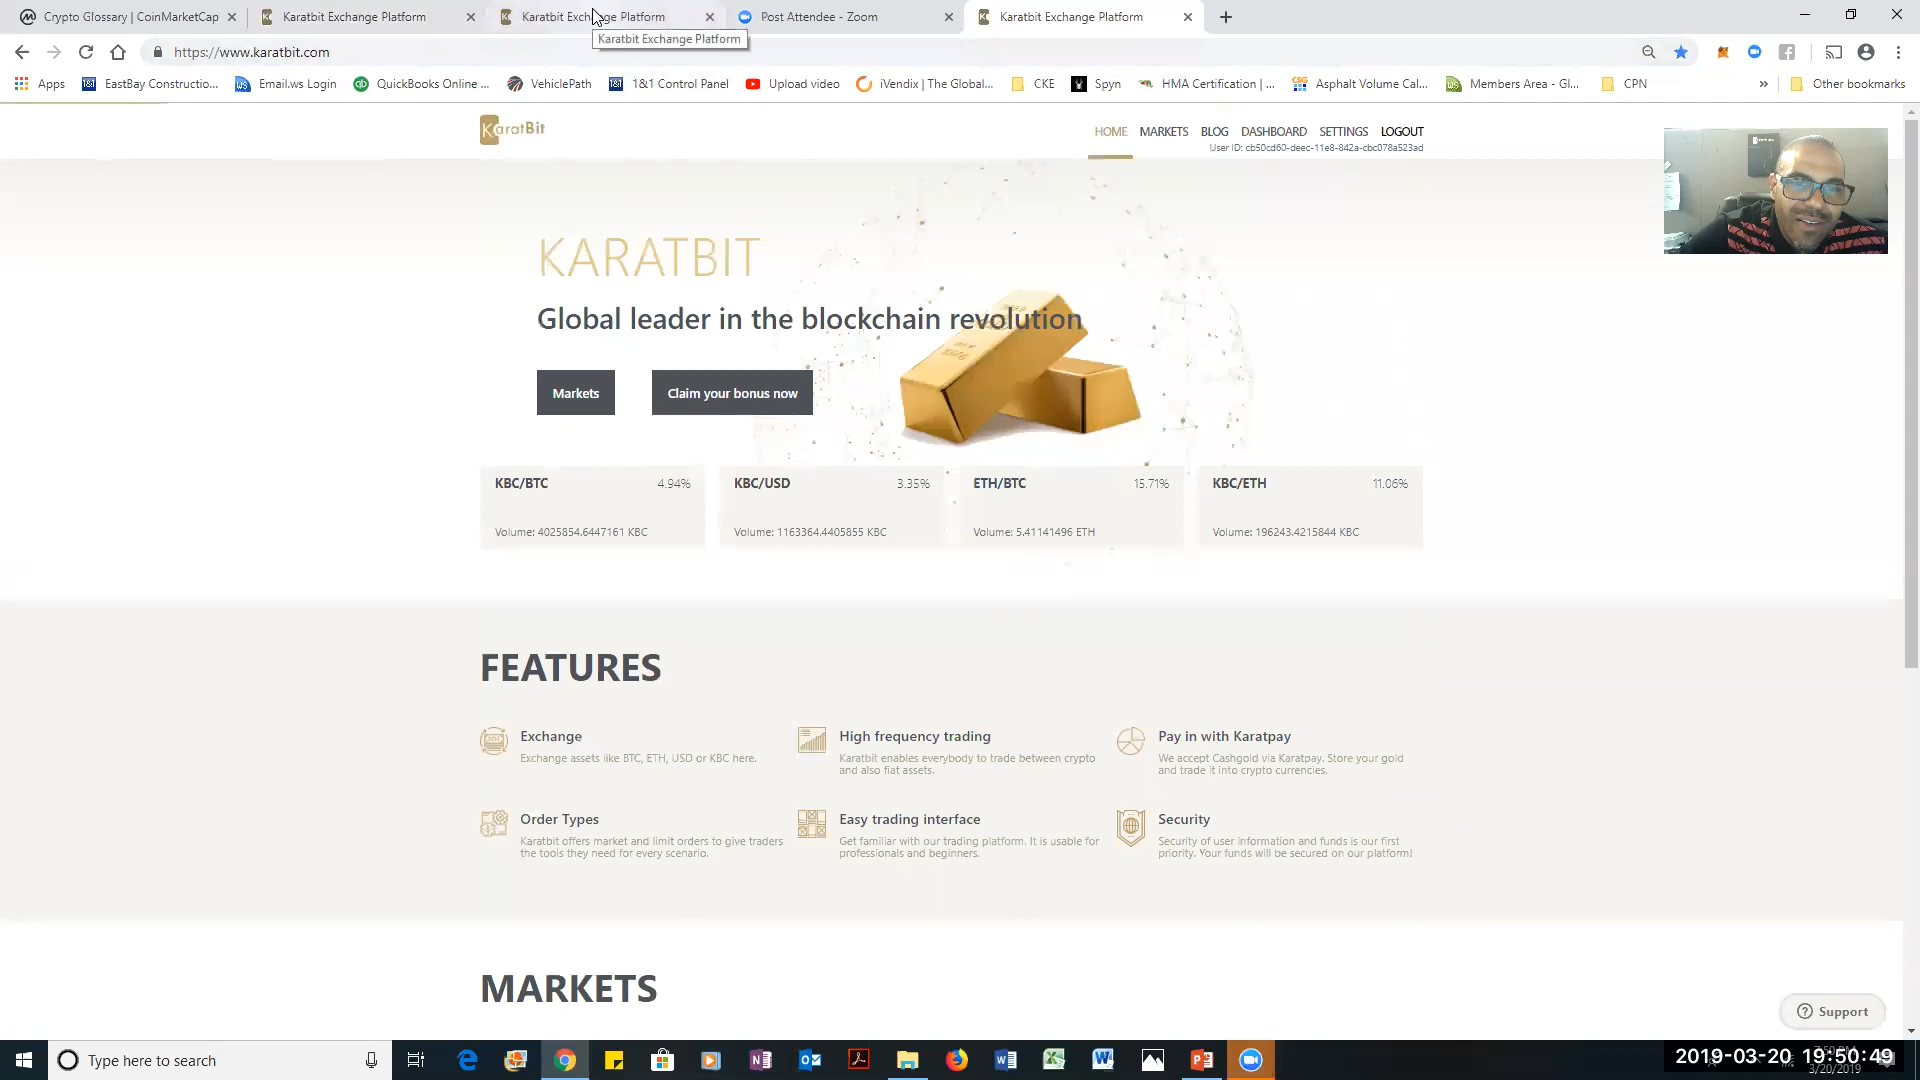 Crypto Glossary | CoinMarketCap
Karatbit Exchange Platform
Karatbit Exchange Platform
Post Attendee - Zoom
Karatbit Exchange Platform
Karatbit Exchange Platform
https://www.karatbit.com
Apps
EastBay Constructio...
Email.ws Login
QuickBooks Online ...
VehiclePath
1&1 Control Panel
Upload video
iVendix | The Global...
CKE
Spyn
HMA Certification | ...
Asphalt Volume Cal...
Members Area - Gl...
CPN
Other bookmarks
KaratBit
HOME MARKETS BLOG DASHBOARD SETTINGS LOGOUT
User ID: cb50cd60-deec-11e8-842a-cbc078a523ad
KARATBIT
Global leader in the blockchain revolution
Markets
Claim your bonus now
KBC/BTC 4.94%
Volume: 4025854.6447161 KBC
KBC/USD 3.35%
Volume: 1163364.4405855 KBC
ETH/BTC 15.71%
Volume: 5.41141496 ETH
KBC/ETH 11.06%
Volume: 196243.4215844 KBC
FEATURES
Exchange
Exchange assets like BTC, ETH, USD or KBC here.
High frequency trading
Karatbit enables everybody to trade between crypto
and also fiat assets.
Pay in with Karatpay
We accept Cashgold via Karatpay. Store your gold
and trade it into crypto currencies.
Order Types
Karatbit offers market and limit orders to give traders
the tools they need for every scenario.
Easy trading interface
Get familiar with our trading platform. It is usable for
professionals and beginners.
Security
Security of user information and funds is our first
priority. Your funds will be secured on our platform!
MARKETS
Support
Type here to search
2019-03-20 19:50:49
3/20/2019